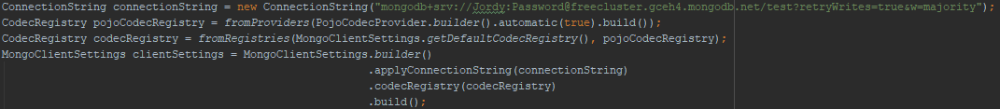 ConnectionString connectionString = new ConnectionString("mongodb+srv://Jordy:Password@freecluster.gceh4.mongodb.net/test?retryWrites=true&w=majority");
CodecRegistry pojoCodecRegistry = fromProviders(PojoCodecProvider.builder().automatic(true).build());
CodecRegistry codecRegistry = fromRegistries(MongoClientSettings.getDefaultCodecRegistry(), pojoCodecRegistry);
MongoClientSettings clientSettings = MongoClientSettings.builder()
.applyConnectionString(connectionString)
.codecRegistry(codecRegistry)
.build();